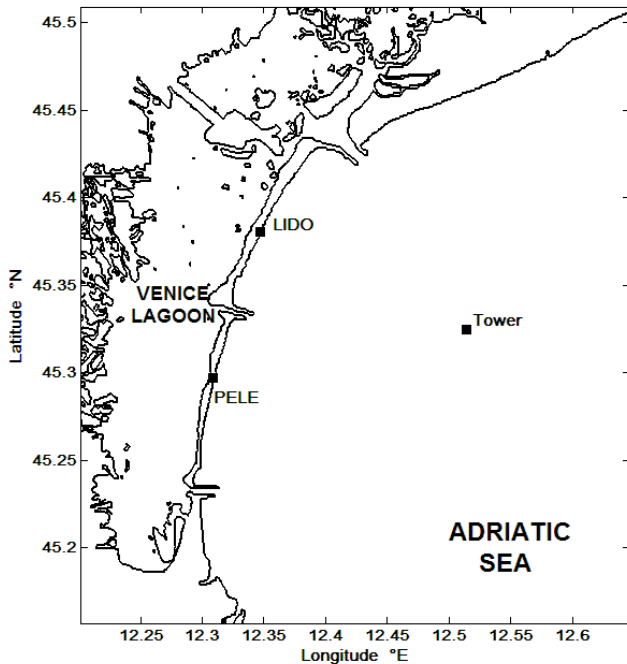 45.5
45.45
45.4
45.35
45.3
45.25
45.2
Latitude °N
LIDO
VENICE
LAGOON
Tower
PELE
ADRIATIC
SEA
12.25 12.3 12.35 12.4 12.45 12.5 12.55 12.6
Longitude °E